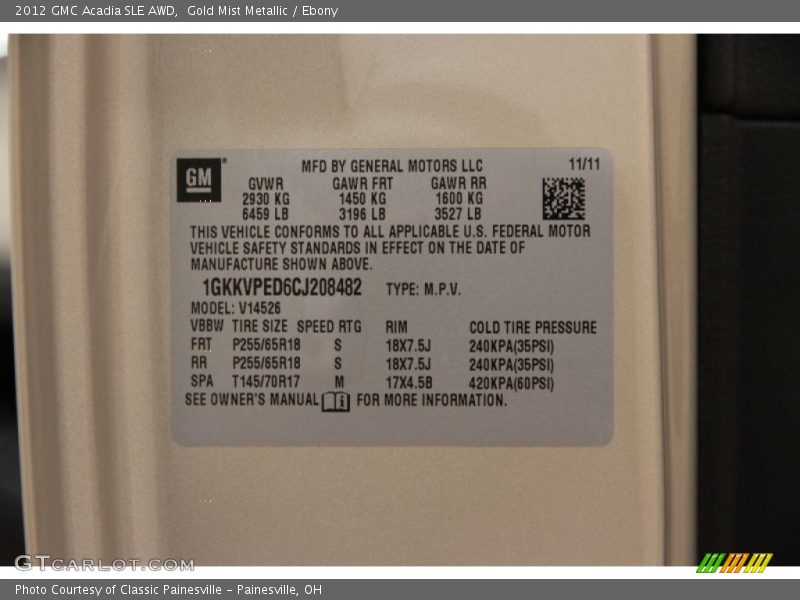 2012 GMC Acadia SLE AWD,  Gold Mist Metallic / Ebony
GM
MFD BY GENERAL MOTORS LLC 11/11
GVWR GAWR FRT GAWR RR
2930 KG 1450 KG 1600 KG
6459 LB 3196 LB 3527 LB
THIS VEHICLE CONFORMS TO ALL APPLICABLE U.S. FEDERAL MOTOR
VEHICLE SAFETY STANDARDS IN EFFECT ON THE DATE OF
MANUFACTURE SHOWN ABOVE.
1GKKVPED6CJ208482 TYPE: M.P.V.
MODEL: V14526
VBBW TIRE SIZE SPEED RTG RIM COLD TIRE PRESSURE
FRT P255/65R18 S 18X7.5J 240KPA(35PSI)
RR P255/65R18 S 18X7.5J 240KPA(35PSI)
SPA T145/70R17 M 17X4.5B 420KPA(60PSI)
SEE OWNER'S MANUAL FOR MORE INFORMATION.
GTCARLOT.COM
Photo Courtesy of Classic Painesville - Painesville, OH